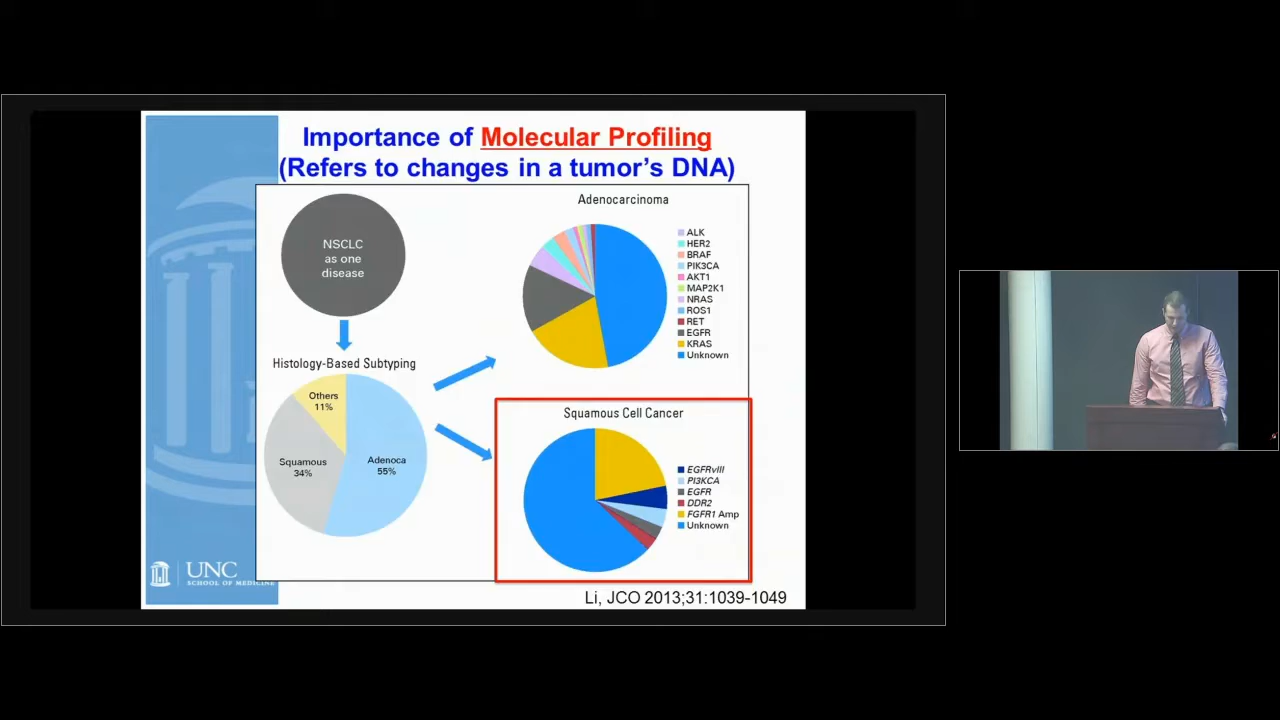 Importance of Molecular Profiling
(Refers to changes in a tumor's DNA)
NSCLC
as one
disease
Histology-Based Subtyping
Others
11%
Squamous
34%
Adenoca
55%
Adenocarcinoma
ALK
HER2
BRAF
PIK3CA
AKT1
MAP2K1
NRAS
ROS1
RET
EGFR
KRAS
Unknown
Squamous Cell Cancer
EGFRvIII
PI3KCA
EGFR
DDR2
FGFR1 Amp
Unknown
UNC
SCHOOL OF MEDICINE
Li, JCO 2013;31:1039-1049